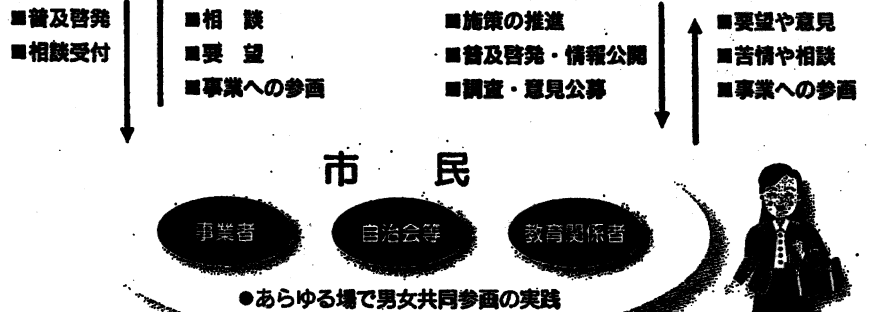 ■普及啓発
■相談受付
■相　談
■要　望
■事業への参画
■施策の推進
■普及啓発・情報公開
■調査・意見公募
■要望や意見
■苦情や相談
■事業への参画
市　民
事業者
自治会等
教育関係者
●あらゆる場で男女共同参画の実践